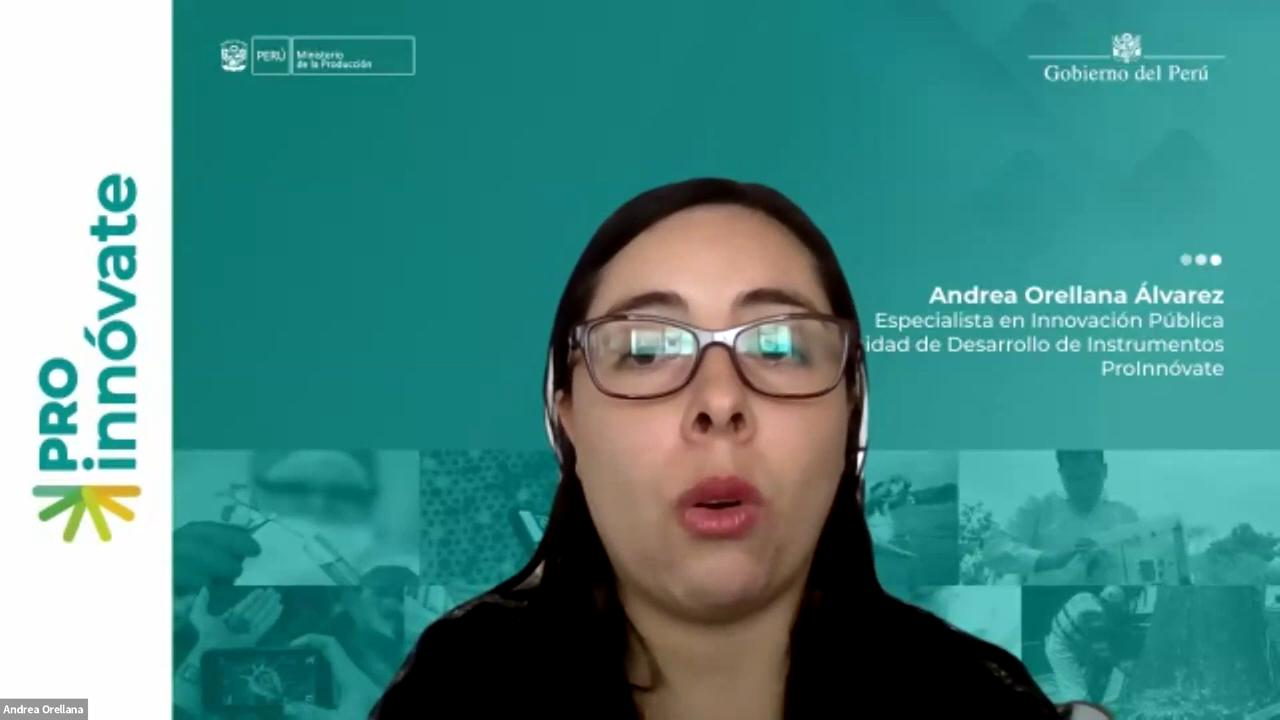 PERÚ
Ministerio
de la Producción
Gobierno del Perú
PRO
innóvate
Andrea Orellana Álvarez
Especialista en Innovación Pública
idad de Desarrollo de Instrumentos
ProInnóvate
Andrea Orellana